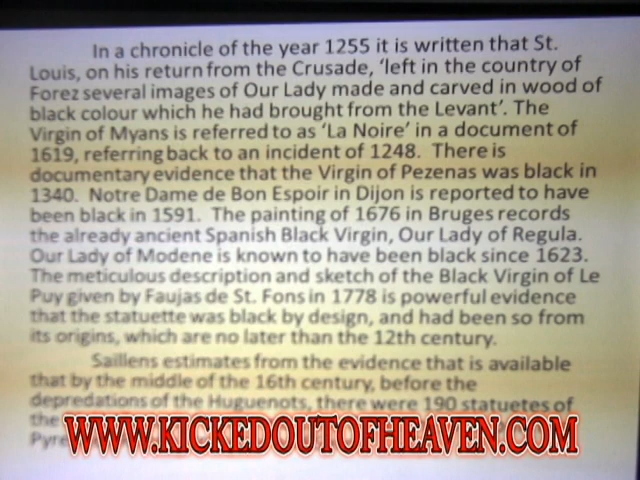 In a chronicle of the year 1255 it is written that St.
Louis, on his return from the Crusade, 'left in the country of
Forez several images of Our Lady made and carved in wood of
black colour which he had brought from the Levant'. The
Virgin of Myans is referred to as 'La Noire' in a document of
1619, referring back to an incident of 1248. There is
documentary evidence that the Virgin of Pezenas was black in
1340. Notre Dame de Bon Espoir in Dijon is reported to have
been black in 1591. The painting of 1676 in Bruges records
the already ancient Spanish Black Virgin, Our Lady of Regula.
Our Lady of Modene is known to have been black since 1623.
The meticulous description and sketch of the Black Virgin of Le
Puy given by Faujas de St. Fons in 1778 is powerful evidence
that the statuette was black by design, and had been so from
its origins, which are no later than the 12th century.
Saillens estimates from the evidence that is available
that by the middle of the 16th century, before the
depredations of the Huguenots, there were 190 statuetes of
the
WWW.KICKEDOUTOFHEAVEN.COM